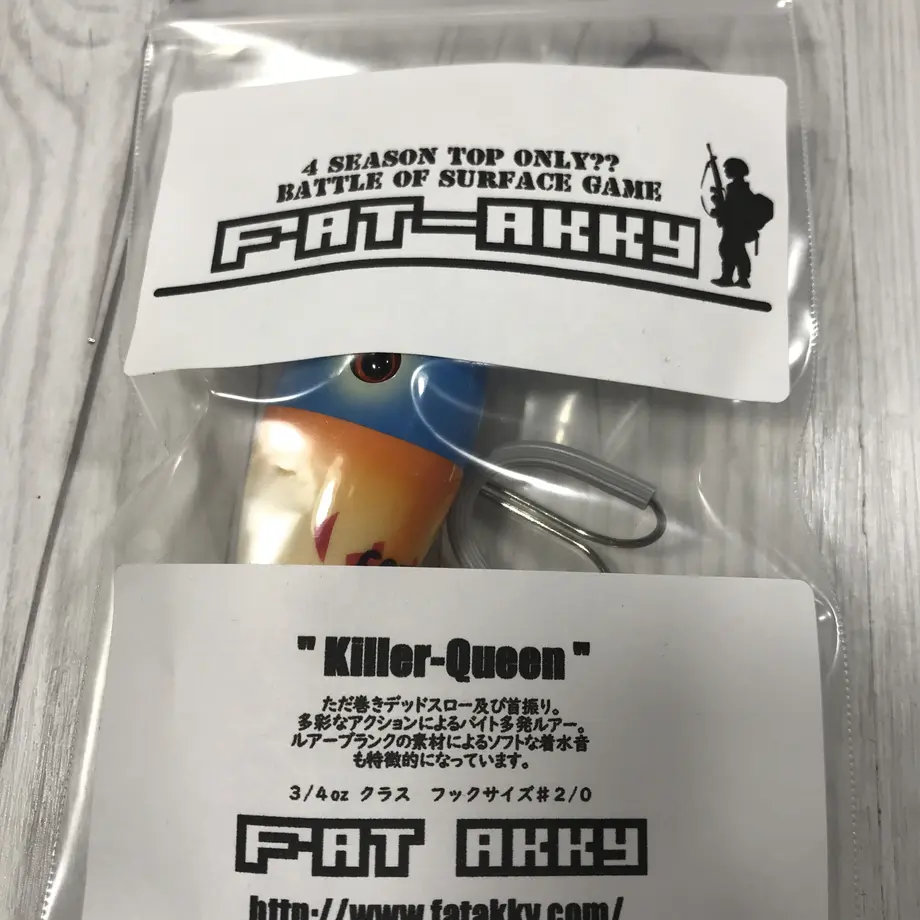 4 SEASON TOP ONLY??
BATTLE OF SURFACE GAME
FAT-AKKY
" Killer-Queen "
ただ巻きデッドスロー及び首振り。
多彩なアクションによるバイト多発ルアー。
ルアーブランクの素材によるソフトな着水音
も特徴的になっています。
3/4oz クラス フックサイズ#2/0
FAT AKKY
http://www.fatakky.com/